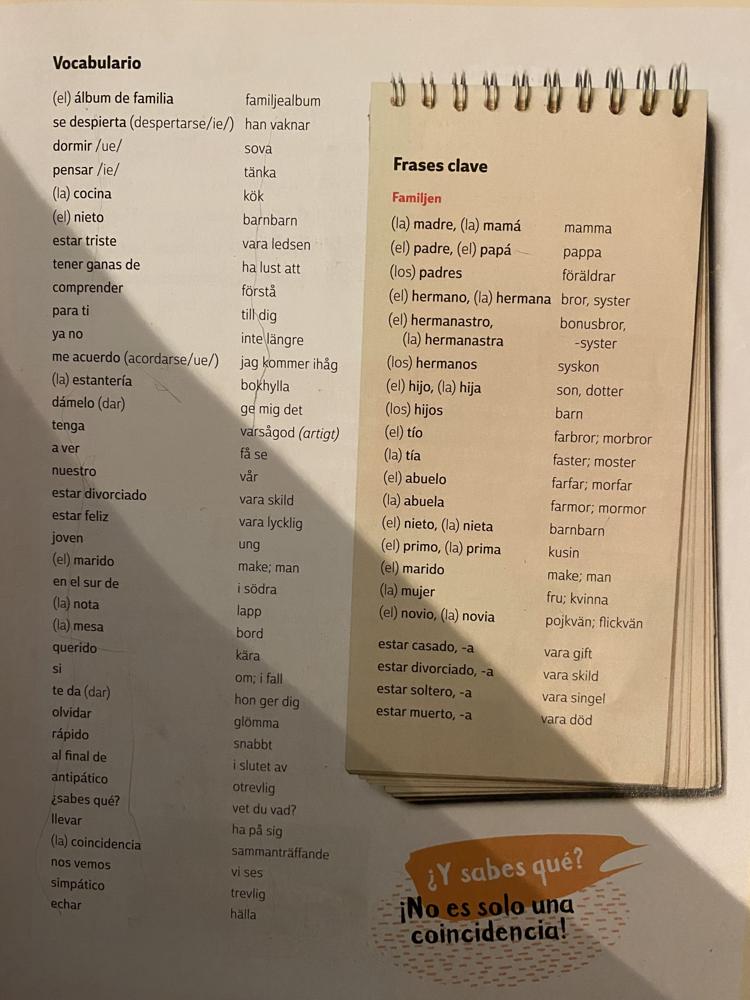 Vocabulario
(el) álbum de familia familjealbum
se despierta (despertarse/ie/) han vaknar
dormir /ue/ sova
pensar /ie/ tänka
(la) cocina kök
(el) nieto barnbarn
estar triste vara ledsen
tener ganas de ha lust att
comprender förstå
para ti till dig
ya no inte längre
me acuerdo (acordarse/ue/) jag kommer ihåg
(la) estantería bokhylla
dámelo (dar) ge mig det
tenga varsågod (artigt)
a ver få se
nuestro vår
estar divorciado vara skild
estar feliz vara lycklig
joven ung
(el) marido make; man
en el sur de i södra
(la) nota lapp
(la) mesa bord
querido kära
si om; i fall
te da (dar) hon ger dig
olvidar glömma
rápido snabbt
al final de i slutet av
antipático otrevlig
¿sabes qué? vet du vad?
llevar ha på sig
(la) coincidencia sammanträffande
nos vemos vi ses
simpático trevlig
echar hälla
Frases clave
Familjen
(la) madre, (la) mamá mamma
(el) padre, (el) papá pappa
(los) padres föräldrar
(el) hermano, (la) hermana bror, syster
(el) hermanastro, bonusbror,
(la) hermanastra -syster
(los) hermanos syskon
(el) hijo, (la) hija son, dotter
(los) hijos barn
(el) tío farbror; morbror
(la) tía faster; moster
(el) abuelo farfar; morfar
(la) abuela farmor; mormor
(el) nieto, (la) nieta barnbarn
(el) primo, (la) prima kusin
(el) marido make; man
(la) mujer fru; kvinna
(el) novio, (la) novia pojkvän; flickvän
estar casado, -a vara gift
estar divorciado, -a vara skild
estar soltero, -a vara singel
estar muerto, -a vara död
¿Y sabes qué?
¡No es solo una
coincidencia!